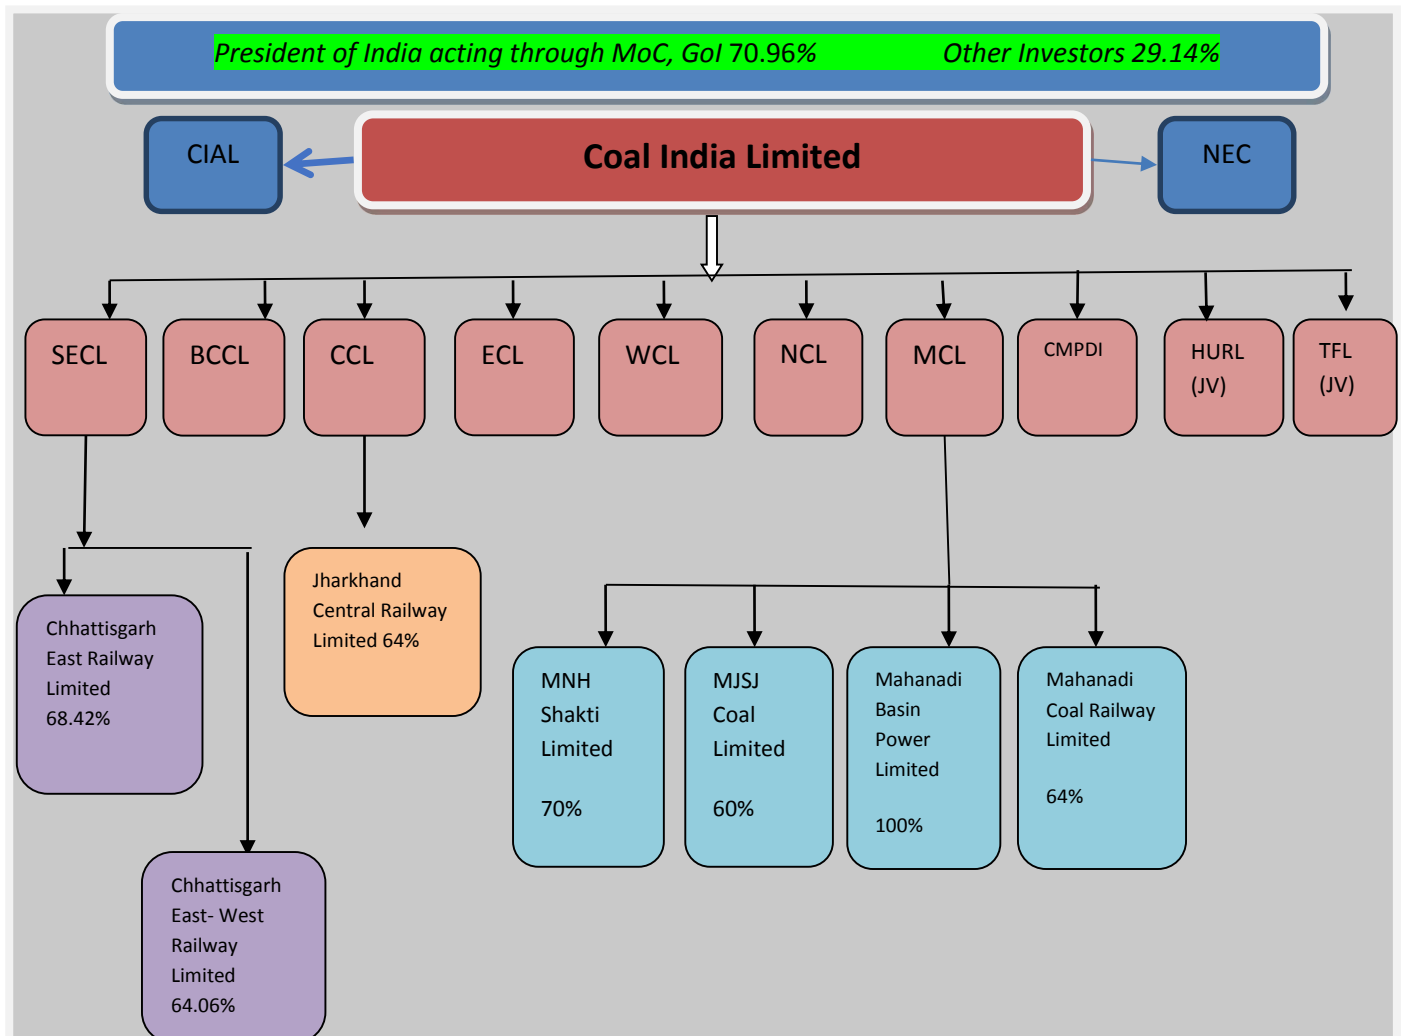 President of India acting through MoC, GoI 70.96% Other Investors 29.14%
CIAL
Coal India Limited
NEC
SECL
BCCL
CCL
ECL
WCL
NCL
MCL
CMPDI
HURL
(JV)
TFL
(JV)
Chhattisgarh
East Railway
Limited
68.42%
Jharkhand
Central Railway
Limited 64%
MNH
Shakti
Limited
70%
MJSJ
Coal
Limited
60%
Mahanadi
Basin
Power
Limited
100%
Mahanadi
Coal Railway
Limited
64%
Chhattisgarh
East- West
Railway
Limited
64.06%